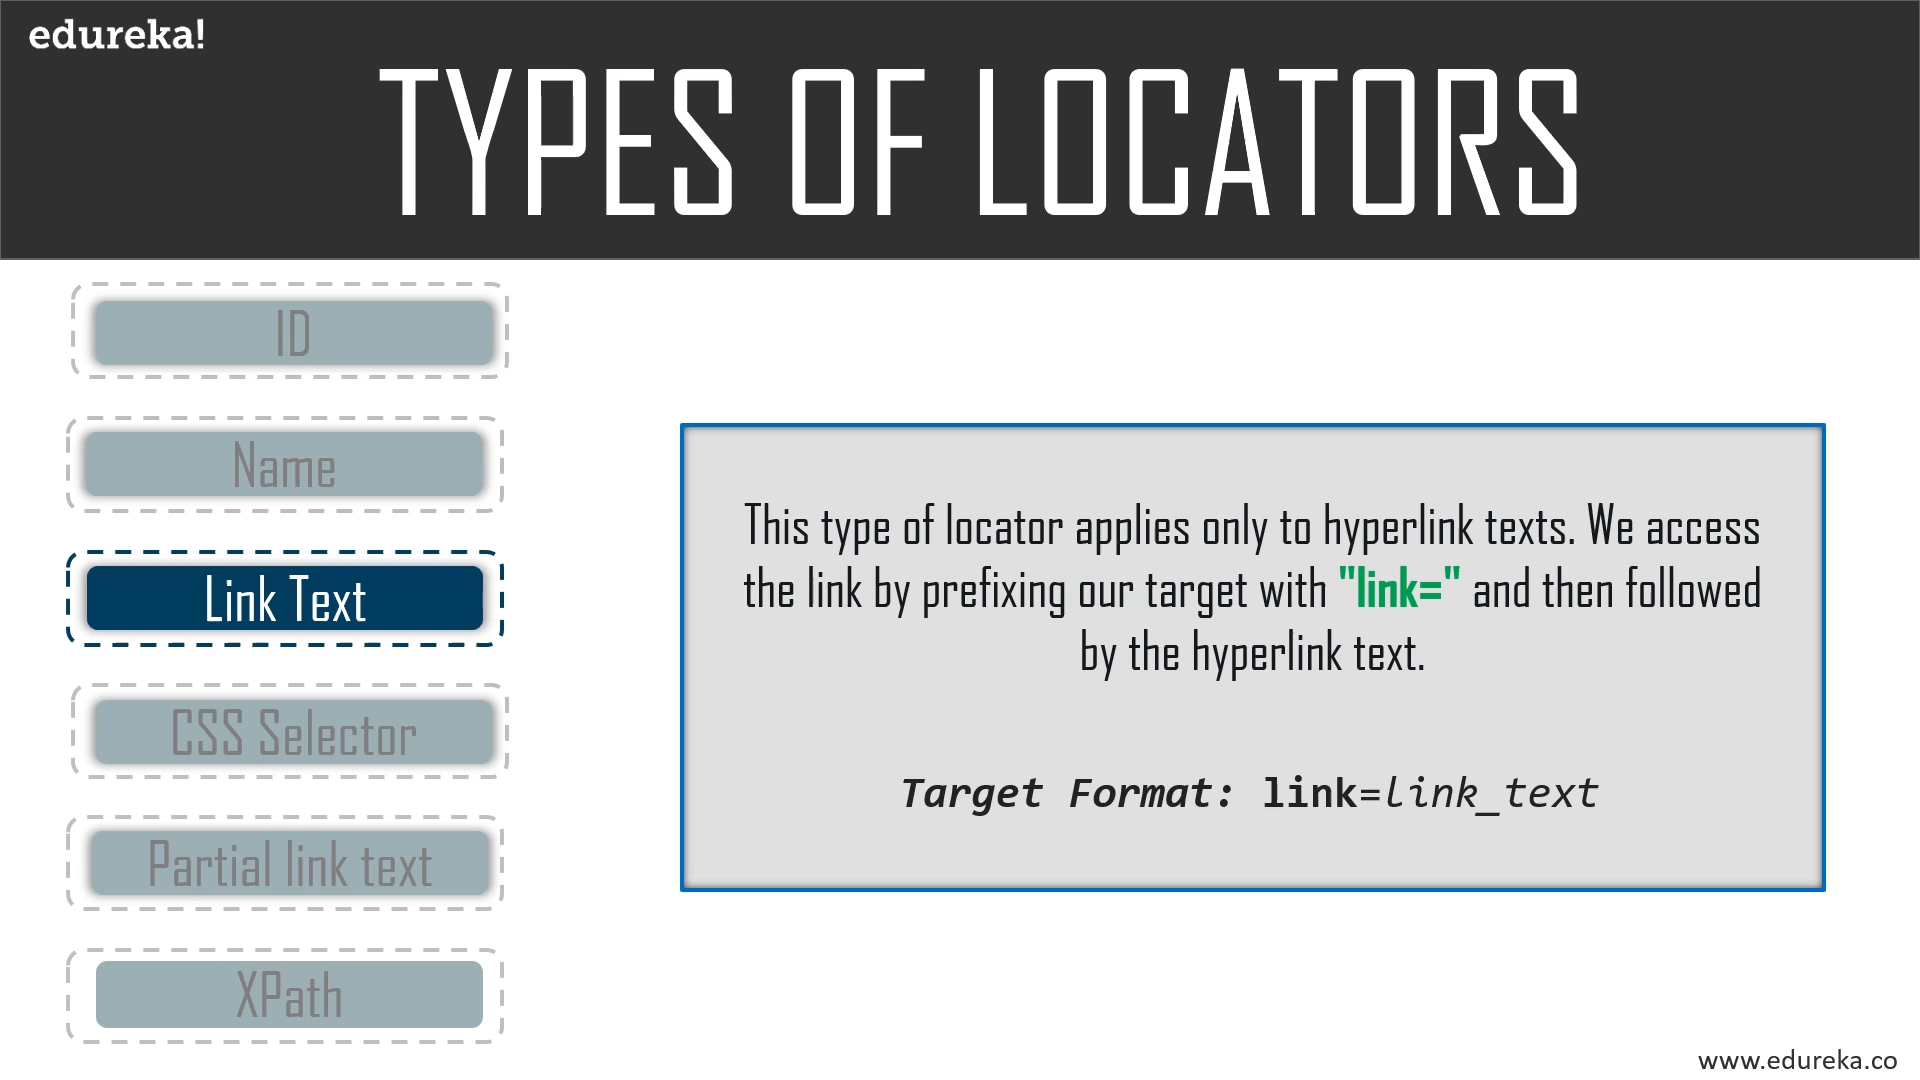 edureka!
TYPES OF LOCATORS
ID
Name
Link Text
CSS Selector
Partial link text
XPath
This type of locator applies only to hyperlink texts. We access
the link by prefixing our target with "link=" and then followed
by the hyperlink text.
Target Format: link=link_text
www.edureka.co